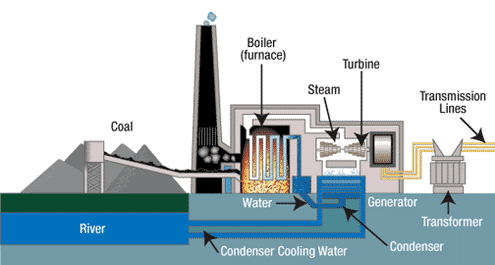 Boiler
(furnace)
Turbine
Steam
Transmission
Lines
Coal
Water
Generator
River
Transformer
Condenser
Condenser Cooling Water